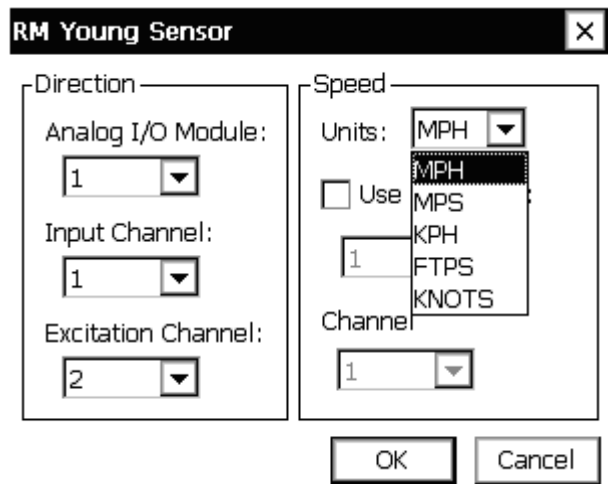 RM Young Sensor
Direction
Analog I/O Module:
1
Input Channel:
1
Excitation Channel:
2
Speed
Units: MPH
MPH
MPS
KPH
FTPS
KNOTS
Use :
1
Channel
1
OK Cancel